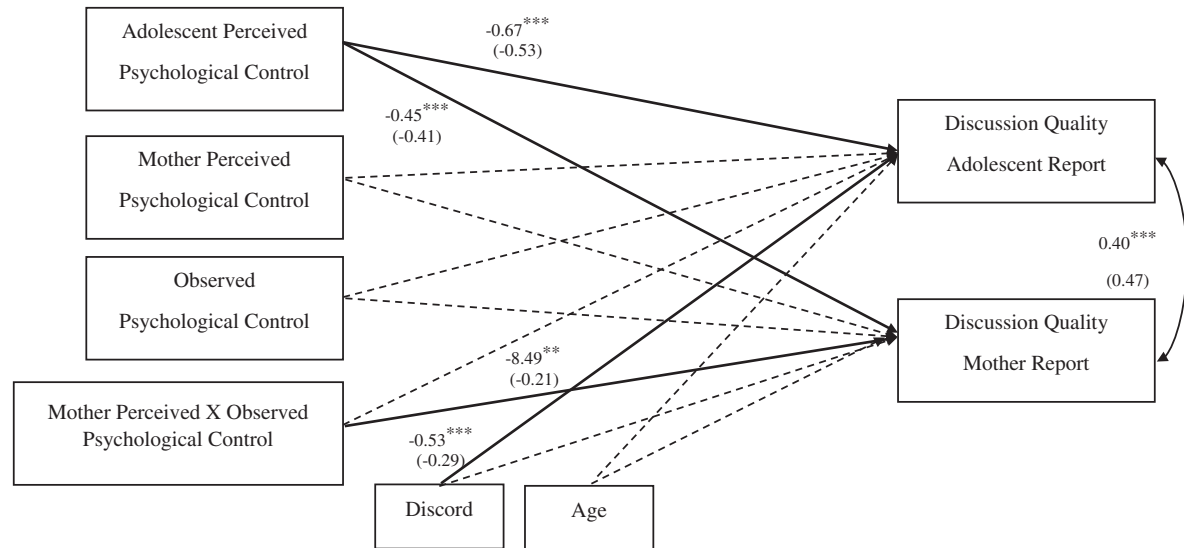 Adolescent Perceived
Psychological Control
-0.67***
(-0.53)
-0.45***
(-0.41)
Mother Perceived
Psychological Control
Observed
Psychological Control
Mother Perceived X Observed
Psychological Control
-8.49**
(-0.21)
-0.53***
(-0.29)
Discord
Age
Discussion Quality
Adolescent Report
0.40***
(0.47)
Discussion Quality
Mother Report